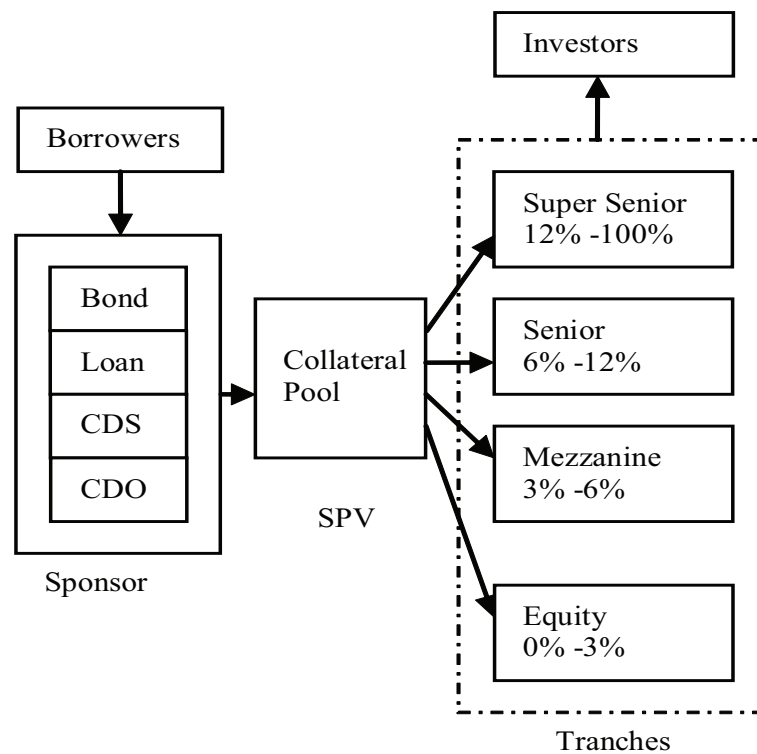 Investors
Borrowers
Super Senior
12% -100%
Bond
Loan
CDS
CDO
Collateral
Pool
Senior
6% -12%
Mezzanine
3% -6%
SPV
Sponsor
Equity
0% -3%
Tranches